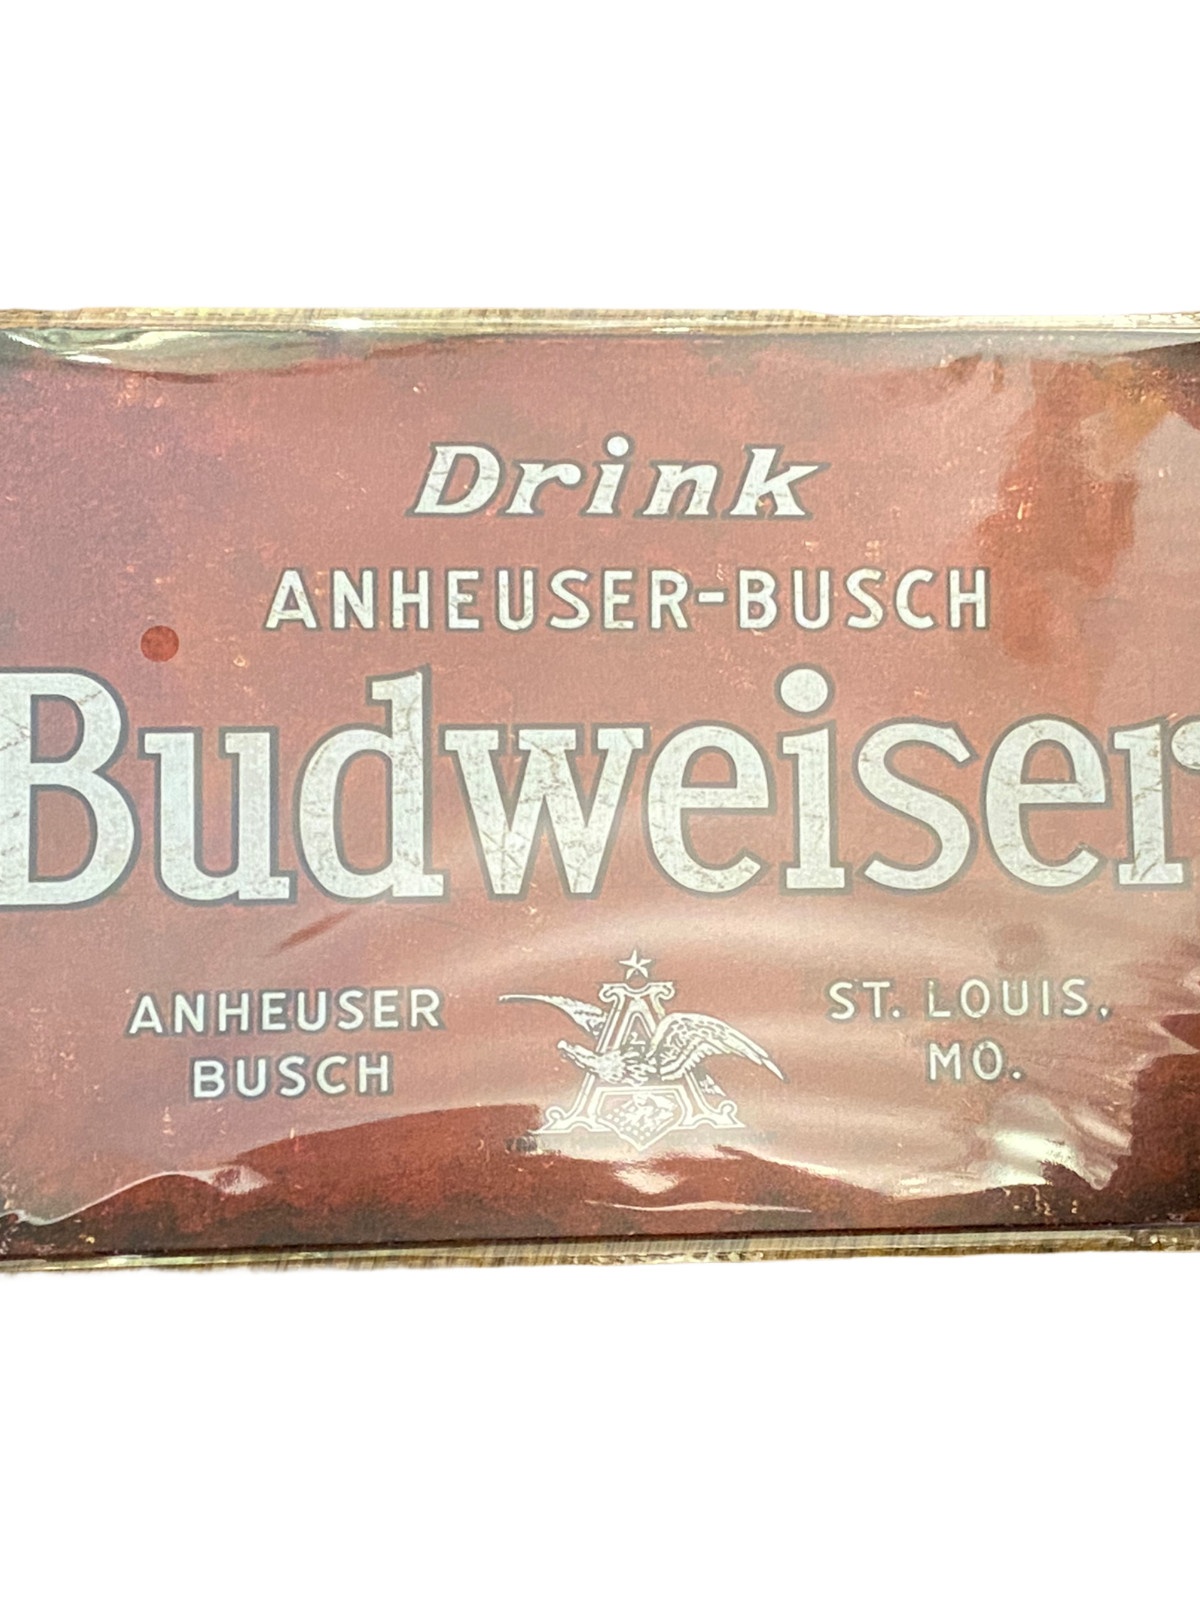 Drink
ANHEUSER-BUSCH
Budweiser
ANHEUSER
BUSCH
A
ST. LOUIS,
MO.